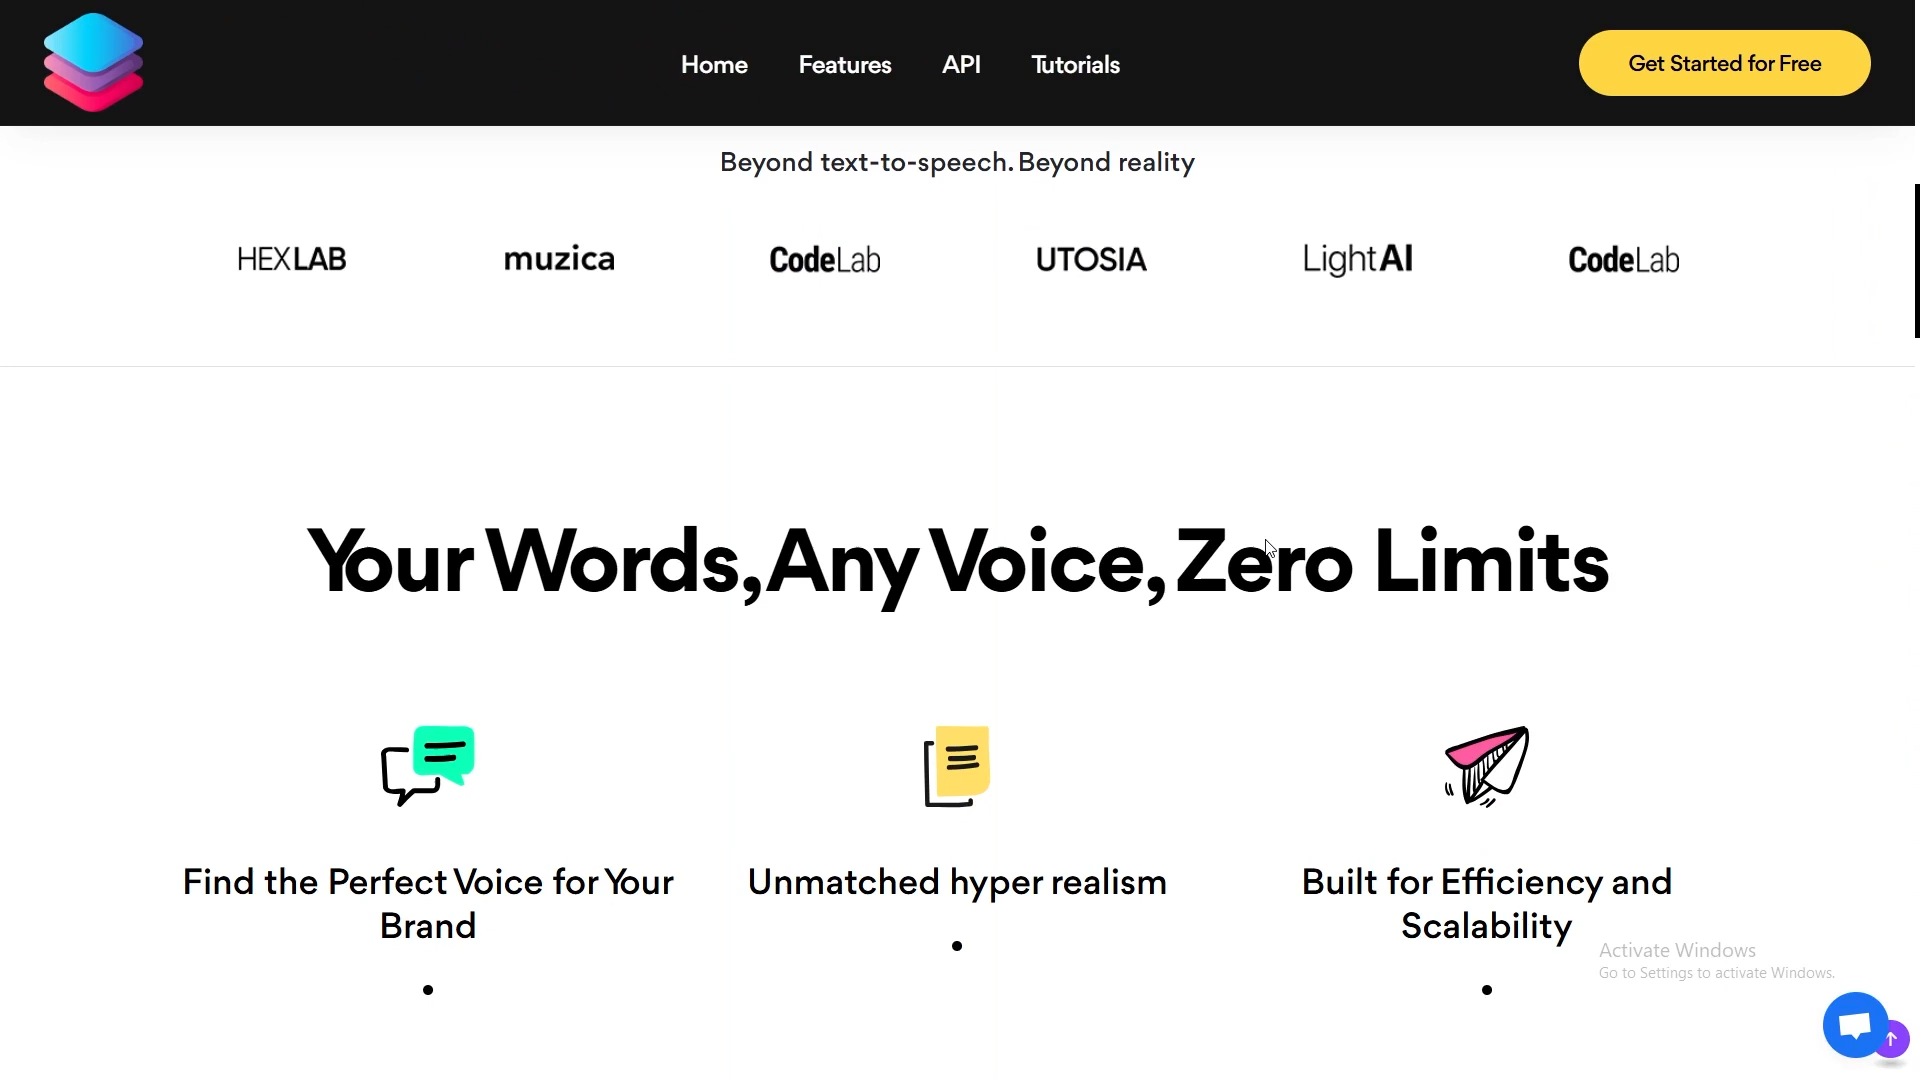 Home Features API Tutorials Get Started for Free
Beyond text-to-speech. Beyond reality
HEXLAB muzica CodeLab UTOSIA LightAI CodeLab
Your Words, Any Voice, Zero Limits
Find the Perfect Voice for Your
Brand
Unmatched hyper realism
Built for Efficiency and
Scalability
Activate Windows
Go to Settings to activate Windows.